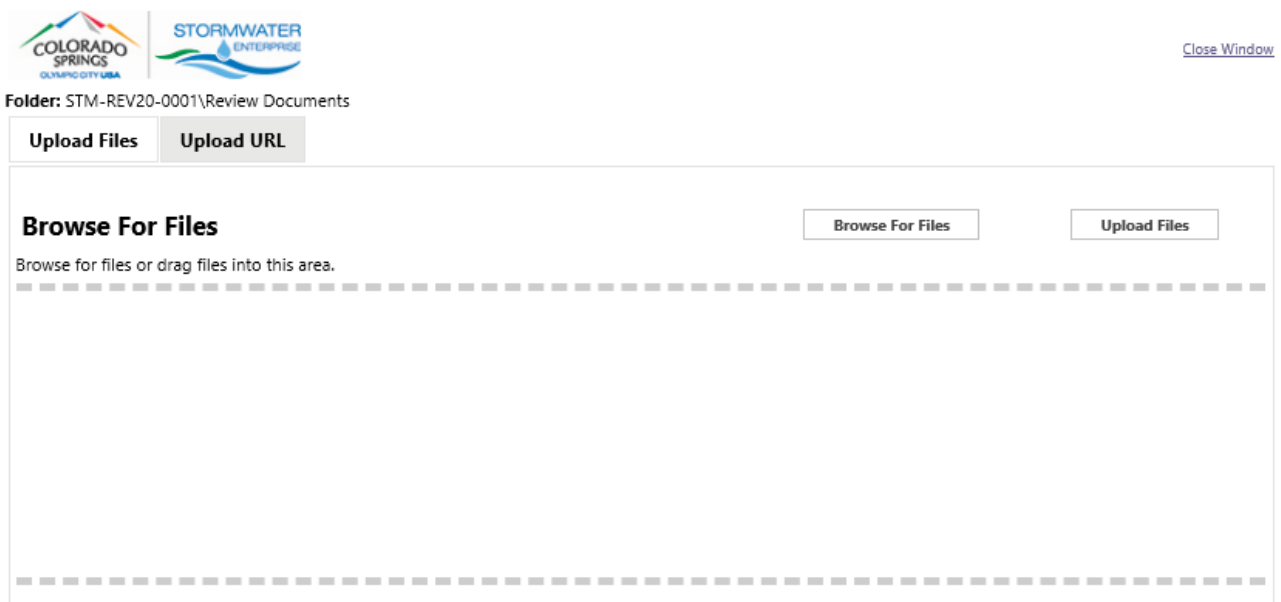 COLORADO
SPRINGS
OLYMPIC CITY USA
STORMWATER
ENTERPRISE
Close Window
Folder: STM-REV20-0001\Review Documents
Upload Files Upload URL
Browse For Files Browse For Files Upload Files
Browse for files or drag files into this area.